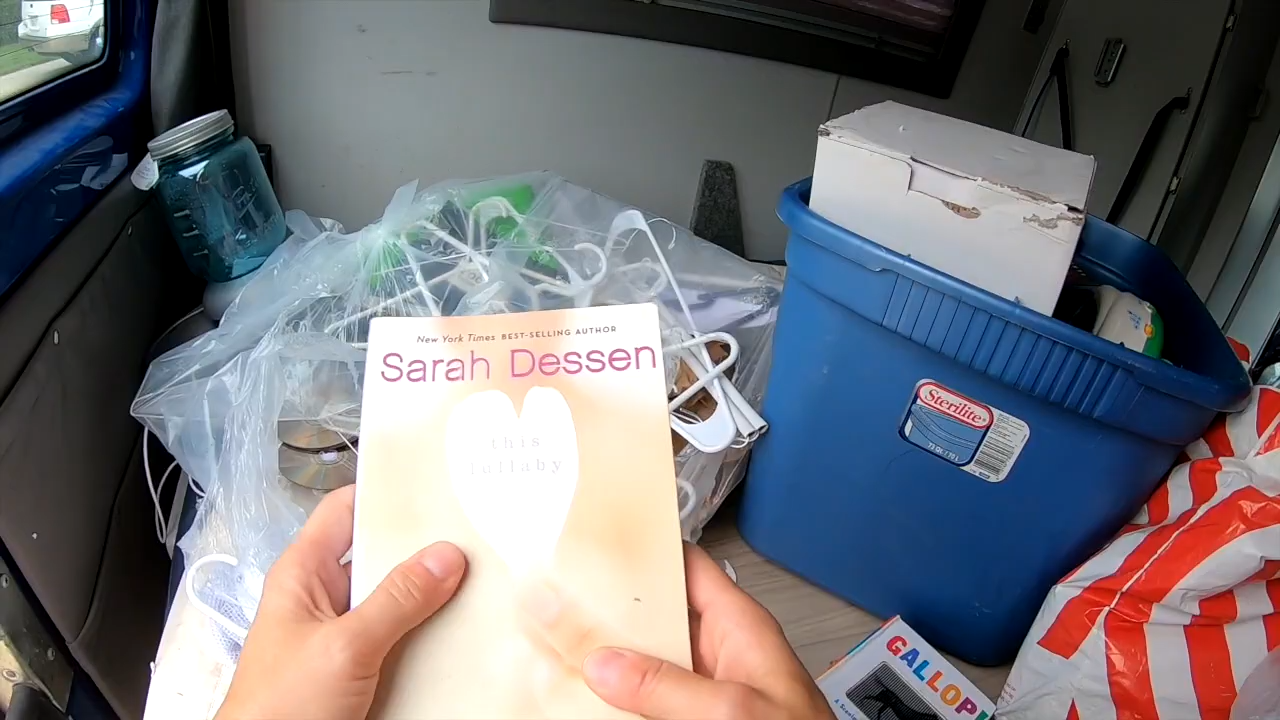 New York Times BEST-SELLING AUTHOR
Sarah Dessen
this
lullaby
Sterilite
GALLOP!